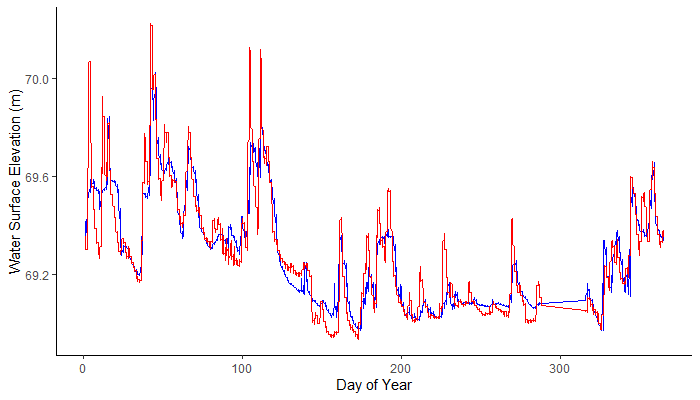 Water Surface Elevation (m)
70.0
69.6
69.2
0 100 200 300
Day of Year